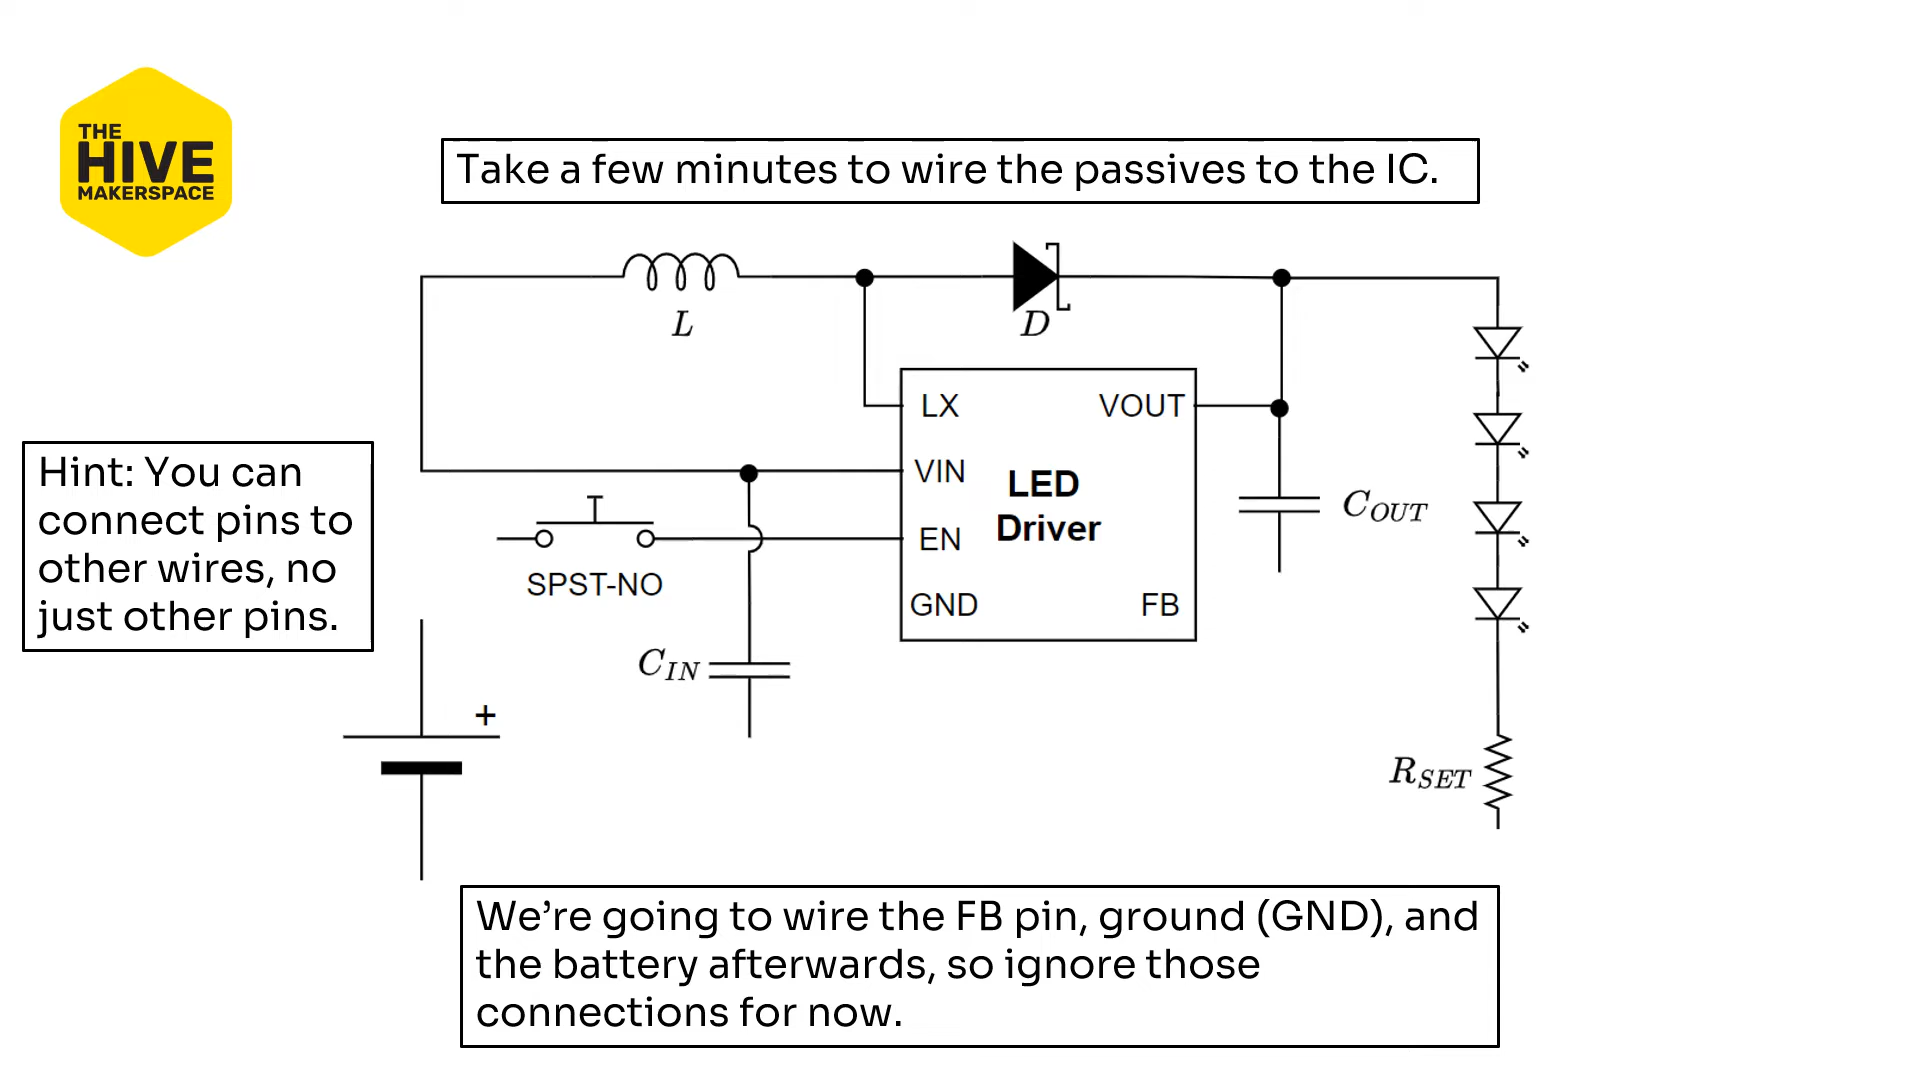 THE
HIVE
MAKERSPACE
Take a few minutes to wire the passives to the IC.
L
D
LX
VOUT
Hint: You can
connect pins to
other wires, no
just other pins.
VIN
LED
Driver
EN
GND
FB
C_OUT
SPST-NO
C_IN
+
R_SET
We’re going to wire the FB pin, ground (GND), and
the battery afterwards, so ignore those
connections for now.